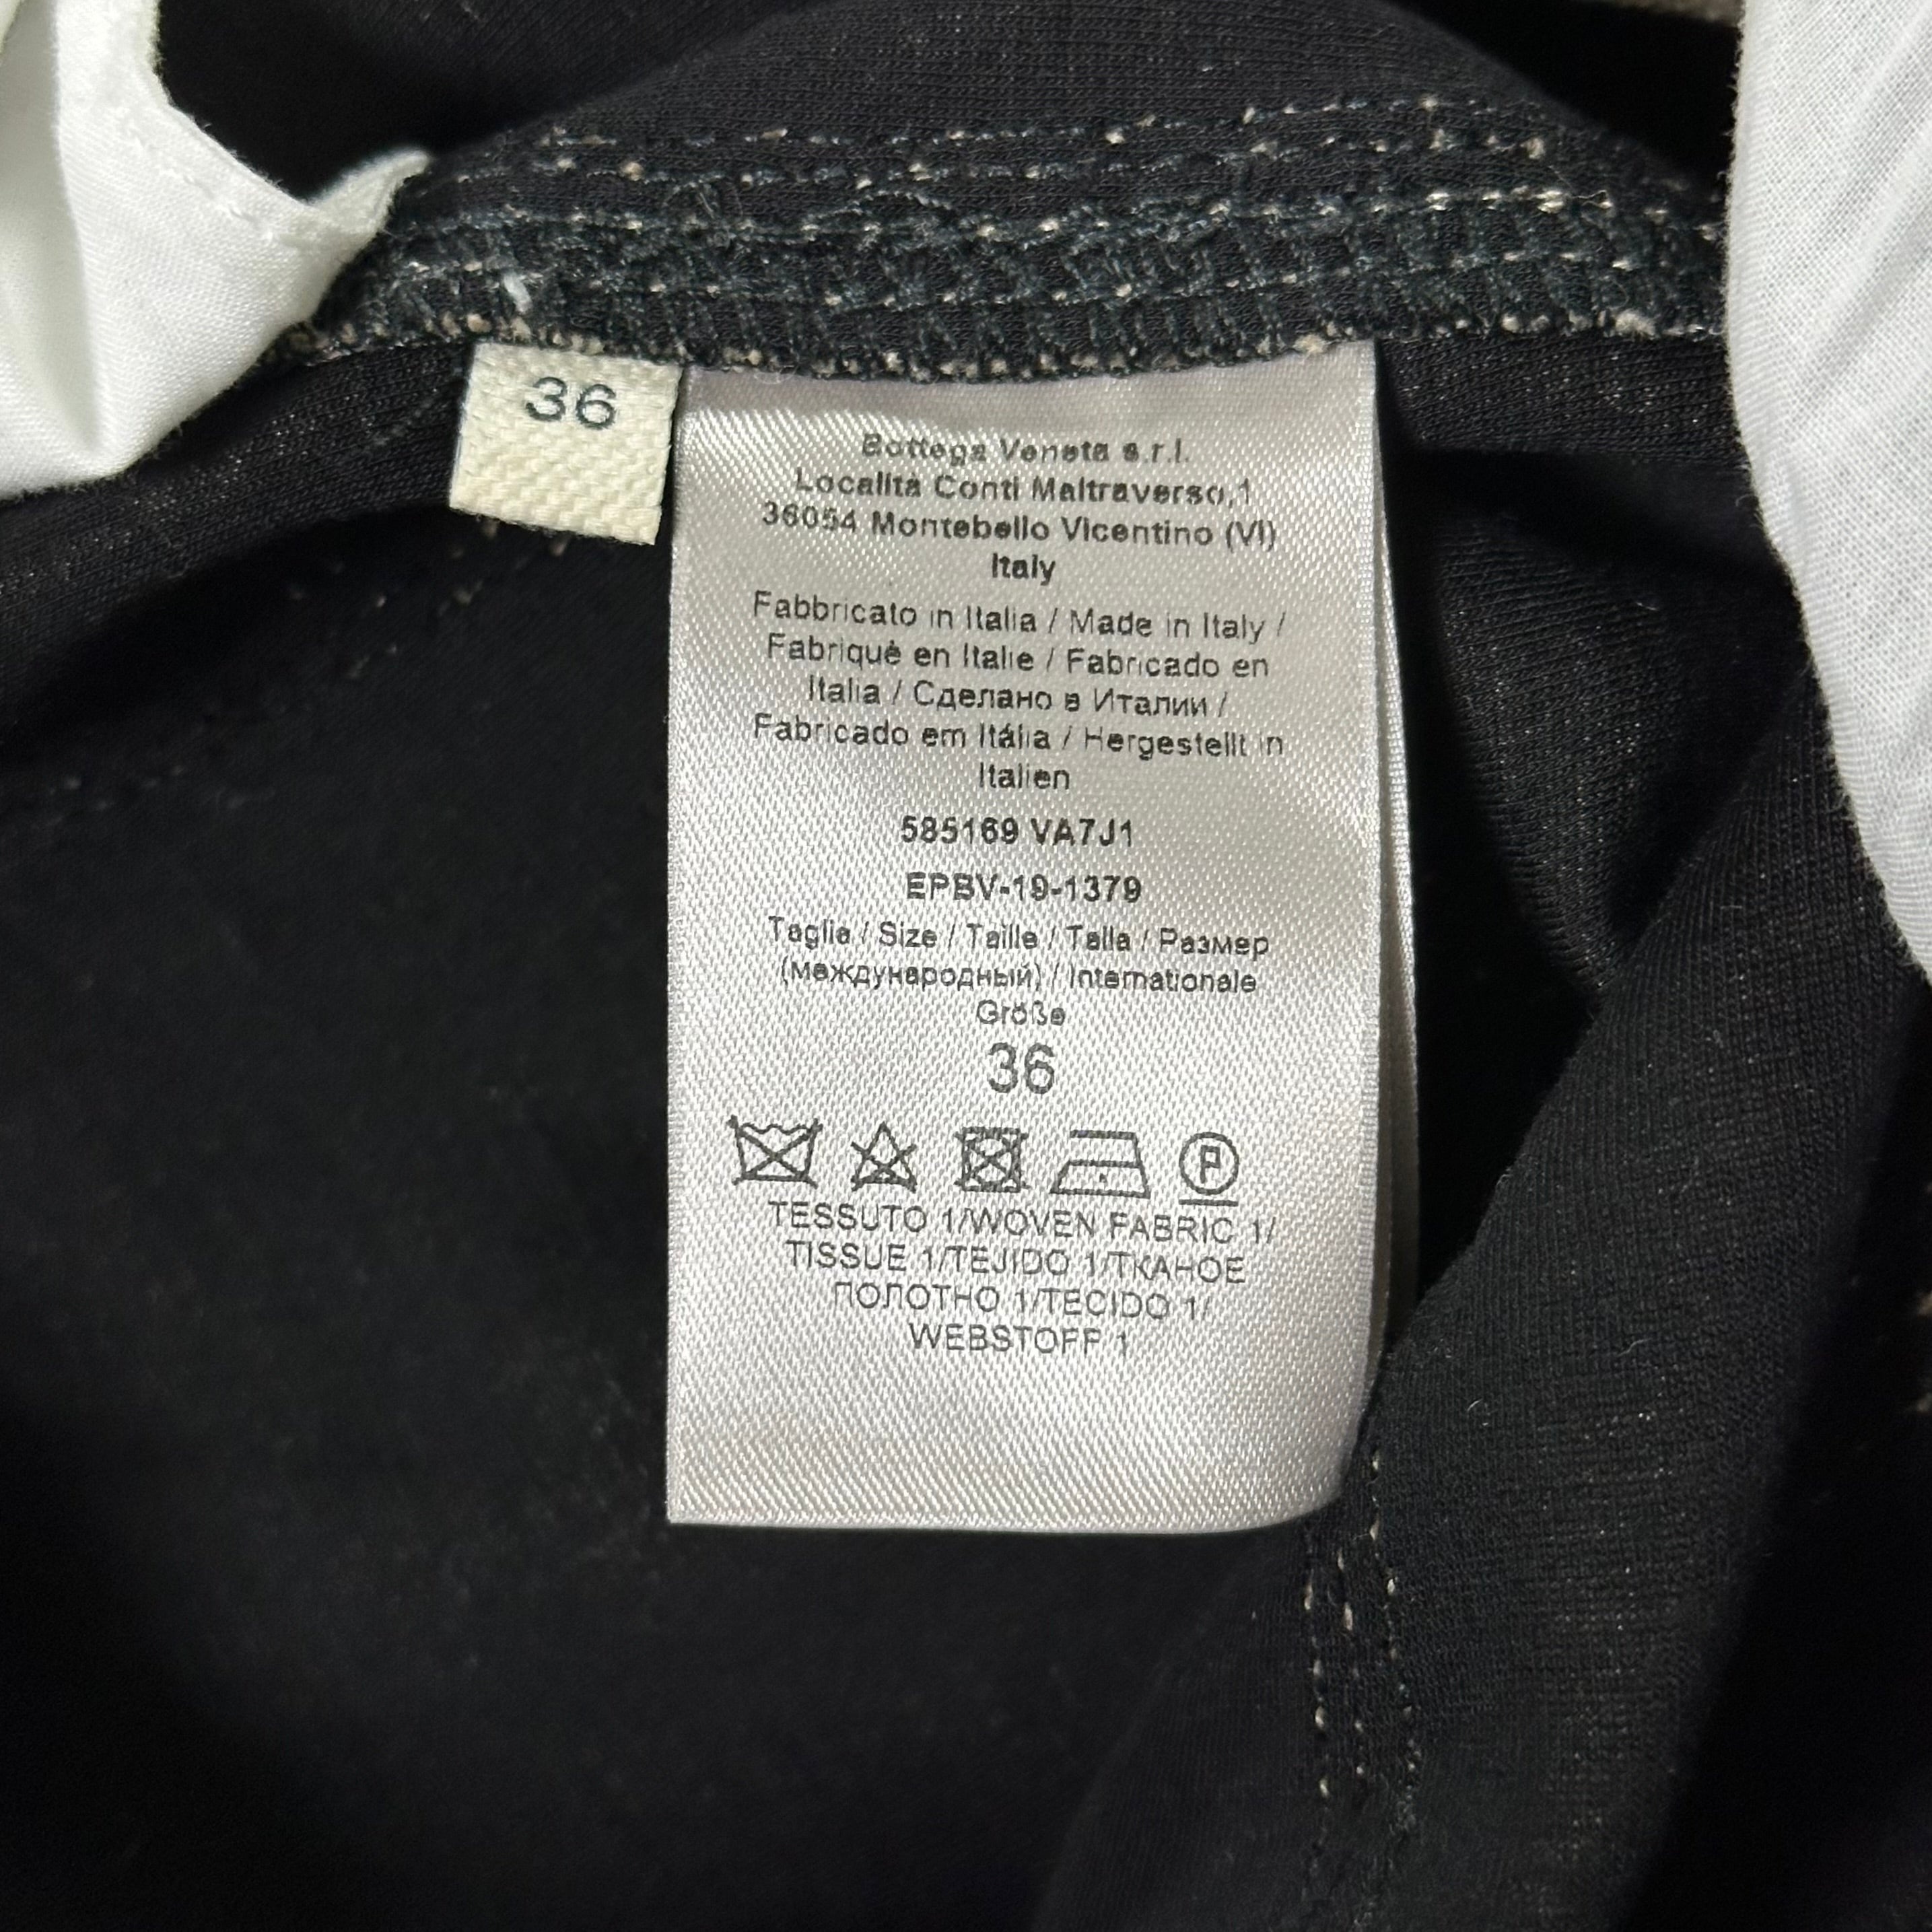 36
Bottega Veneta s.r.l.
Località Conti Maltraverso,1
36054 Montebello Vicentino (VI)
Italy
Fabbricato in Italia / Made in Italy /
Fabriqué en Italie / Fabricado en
Italia / Сделано в Италии /
Fabricado em Itália / Hergestellt in
Italien
585169 VA7J1
EPBV-19-1379
Taglia / Size / Taille / Talla / Размер
(международный) / Internationale
Größe
36
P
TESSUTO 1/WOVEN FABRIC 1/
TISSUE 1/TEJIDO 1/ТКАНОЕ
ПОЛОТНО 1/TECIDO 1/
WEBSTOFF 1